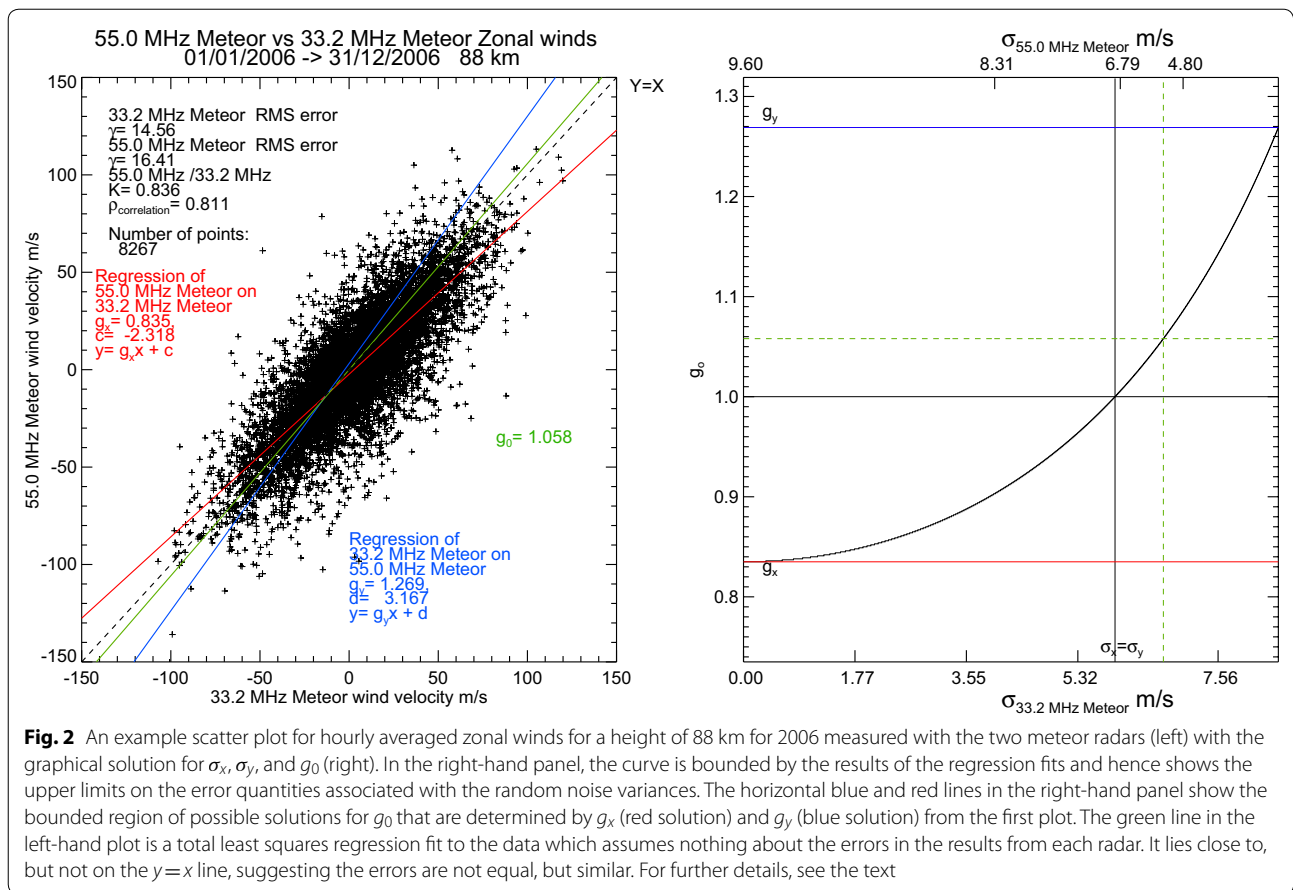 55.0 MHz Meteor vs 33.2 MHz Meteor Zonal winds
01/01/2006 -> 31/12/2006   88 km
150
100
50
0
-50
-100
-150
55.0 MHz Meteor wind velocity m/s
33.2 MHz Meteor  RMS error
γ= 14.56
55.0 MHz Meteor  RMS error
γ= 16.41
55.0 MHz /33.2 MHz
K= 0.836
ρcorrelation= 0.811
Number of points:
8267
Regression of
55.0 MHz Meteor on
33.2 MHz Meteor
gx= 0.835
c=  -2.318
y= gxx + c
Y=X
g0= 1.058
Regression of
33.2 MHz Meteor on
55.0 MHz Meteor
gy= 1.269
d=   3.167
y= gyx + d
-150
-100
-50
0
50
100
150
33.2 MHz Meteor wind velocity m/s
σ55.0 MHz Meteor m/s
9.60
8.31
6.79
4.80
1.3
1.2
1.1
1.0
0.9
0.8
go
gy
gx
σx=σy
0.00
1.77
3.55
5.32
7.56
σ33.2 MHz Meteor m/s
Fig. 2 An example scatter plot for hourly averaged zonal winds for a height of 88 km for 2006 measured with the two meteor radars (left) with the
graphical solution for σx, σy, and g0 (right). In the right-hand panel, the curve is bounded by the results of the regression fits and hence shows the
upper limits on the error quantities associated with the random noise variances. The horizontal blue and red lines in the right-hand panel show the
bounded region of possible solutions for g0 that are determined by gx (red solution) and gy (blue solution) from the first plot. The green line in the
left-hand plot is a total least squares regression fit to the data which assumes nothing about the errors in the results from each radar. It lies close to,
but not on the y=x line, suggesting the errors are not equal, but similar. For further details, see the text